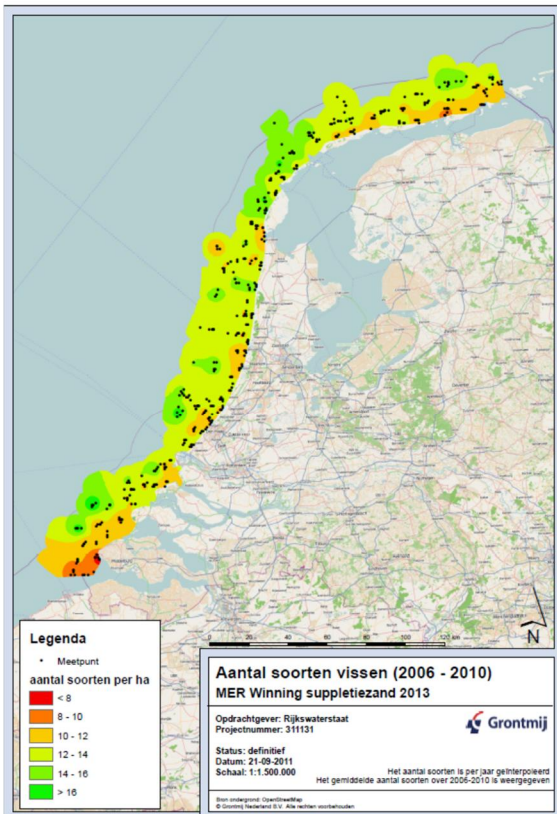 0 20 40 60 80 100 120 km
N
Legenda
Meetpunt
aantal soorten per ha
< 8
8 - 10
10 - 12
12 - 14
14 - 16
> 16
Aantal soorten vissen (2006 - 2010)
MER Winning suppletiezand 2013
Opdrachtgever: Rijkswaterstaat
Projectnummer: 311131
Grontmij
Status: definitief
Datum: 21-09-2011
Schaal: 1:1.500.000
Het aantal soorten is per jaar geïnterpoleerd
Het gemiddelde aantal soorten over 2006-2010 is weergegeven
Bron ondergrond: OpenStreetMap
© Grontmij Nederland B.V. Alle rechten voorbehouden